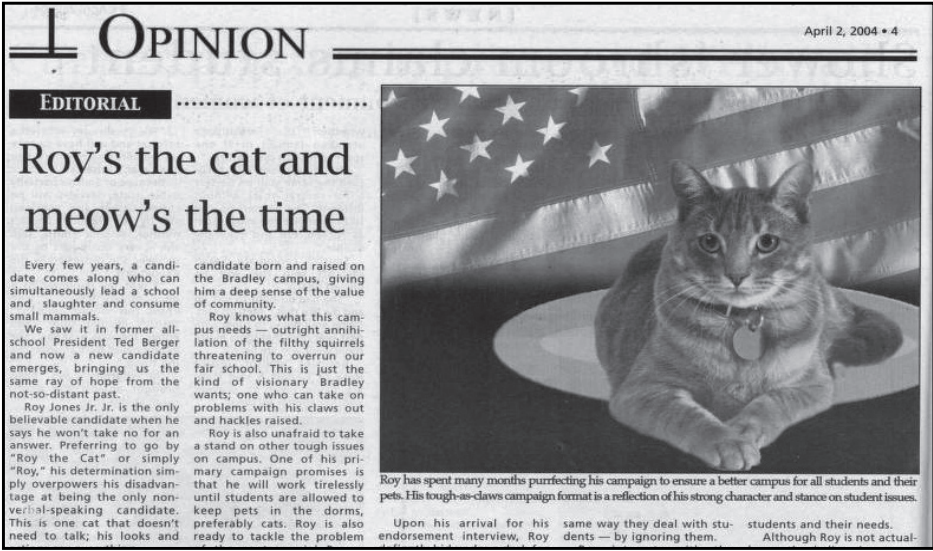 OPINION
April 2, 2004 • 4
EDITORIAL
Roy's the cat and
meow's the time
Every few years, a candi-
date comes along who can
simultaneously lead a school
and slaughter and consume
small mammals.
We saw it in former all-
school President Ted Berger
and now a new candidate
emerges, bringing us the
same ray of hope from the
not-so-distant past.
Roy Jones Jr. Jr. is the only
believable candidate when he
says he won't take no for an
answer. Preferring to go by
"Roy the Cat" or simply
"Roy," his determination sim-
ply overpowers his disadvan-
tage at being the only non-
verbal-speaking candidate.
This is one cat that doesn't
need to talk; his looks and
candidate born and raised on
the Bradley campus, giving
him a deep sense of the value
of community.
Roy knows what this cam-
pus needs — outright annihi-
lation of the filthy squirrels
threatening to overrun our
fair school. This is just the
kind of visionary Bradley
wants; one who can take on
problems with his claws out
and hackles raised.
Roy is also unafraid to take
a stand on other tough issues
on campus. One of his pri-
mary campaign promises is
that he will work tirelessly
until students are allowed to
keep pets in the dorms,
preferably cats. Roy is also
ready to tackle the problem
Roy has spent many months purrfecting his campaign to ensure a better campus for all students and their
pets. His tough-as-claws campaign format is a reflection of his strong character and stance on student issues.
Upon his arrival for his
endorsement interview, Roy
same way they deal with stu-
dents — by ignoring them.
students and their needs.
Although Roy is not actual-